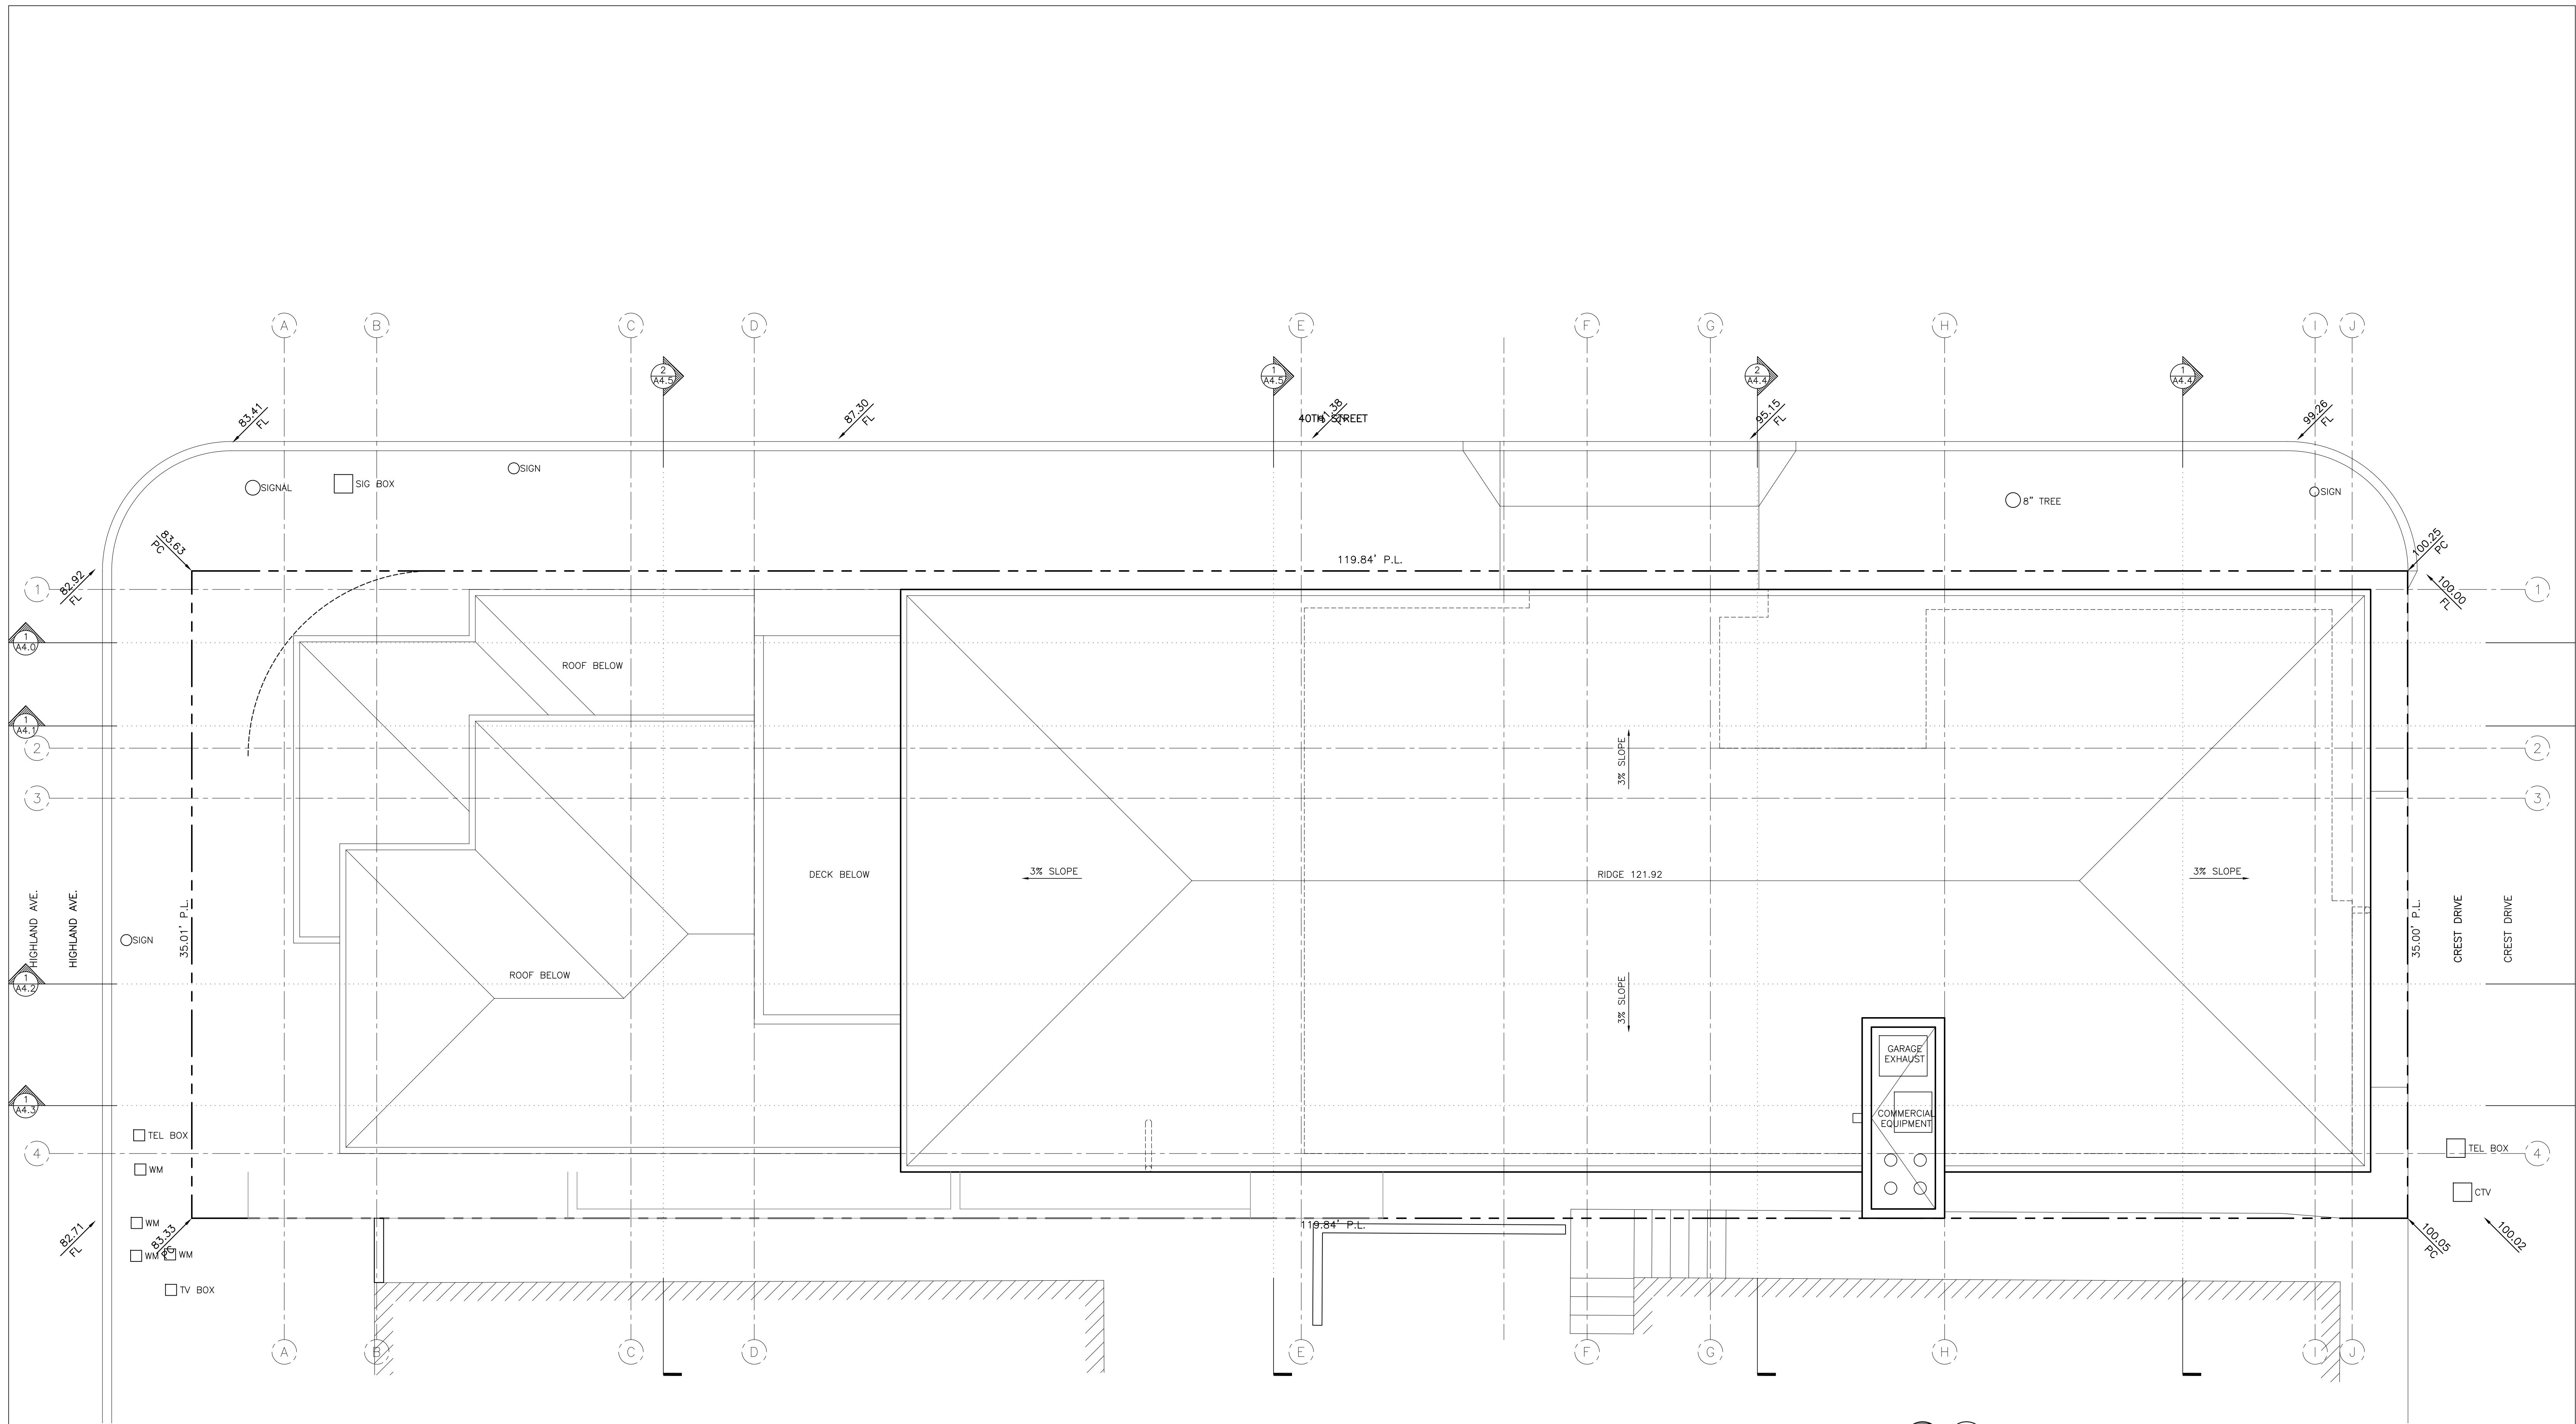 A
B
C
D
E
F
G
H
I
J
2
A4.5
1
A4.5
2
A4.4
1
A4.4
83.41
FL
87.30
FL
40TH STREET
95.15
FL
99.26
FL
SIGN
SIGNAL
SIG BOX
8" TREE
SIGN
83.63
PC
119.84' P.L.
100.25
PC
82.92
FL
100.00
FL
1
1
1
A4.0
ROOF BELOW
1
A4.1
2
3% SLOPE
2
3
3
HIGHLAND AVE.
HIGHLAND AVE.
35.01' P.L.
DECK BELOW
3% SLOPE
RIDGE 121.92
3% SLOPE
35.00' P.L.
CREST DRIVE
CREST DRIVE
SIGN
ROOF BELOW
1
A4.2
3% SLOPE
GARAGE
EXHAUST
1
A4.3
COMMERCIAL
EQUIPMENT
TEL BOX
TEL BOX
4
4
WM
CTV
82.71
FL
WM
83.33
PC
119.84' P.L.
100.05
PC
100.02
WM
WM
TV BOX
A
B
C
D
E
F
G
H
I
J